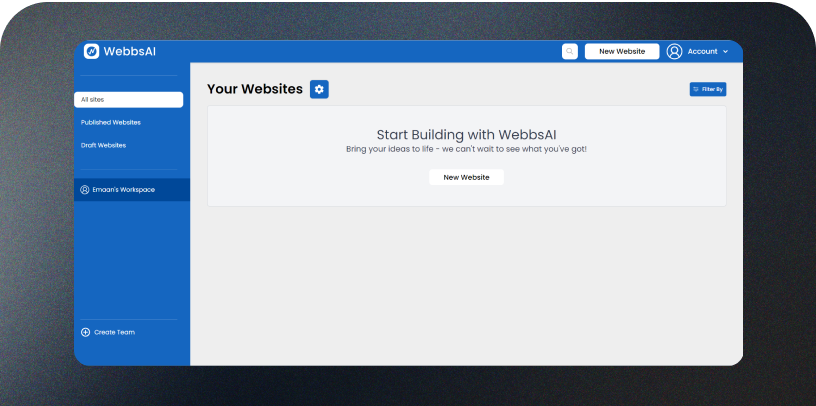 WebbsAI
New Website
Account
All sites
Published Websites
Draft Websites
Emaan's Workspace
Create Team
Your Websites
Filter By
Start Building with WebbsAI
Bring your ideas to life - we can't wait to see what you've got!
New Website